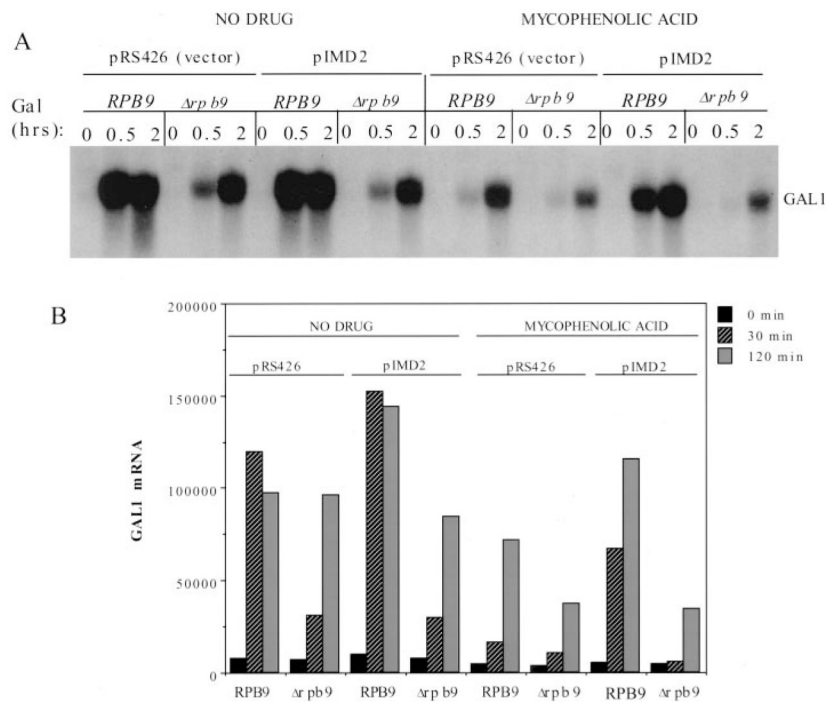 NO DRUG MYCOPHENOLIC ACID
A
pRS426 (vector) pIMD2 pRS426 (vector) pIMD2
RPB9 Δrpb9 RPB9 Δrpb9 RPB9 Δrpb9 RPB9 Δrpb9
Gal
(hrs): 0 0.5 2 0 0.5 2 0 0.5 2 0 0.5 2 0 0.5 2 0 0.5 2 0 0.5 2 0 0.5 2
GAL1
B
200000
NO DRUG MYCOPHENOLIC ACID
0 min
30 min
120 min
pRS426 pIMD2 pRS426 pIMD2
150000
100000
50000
0
GAL1 mRNA
RPB9 Δrpb9 RPB9 Δrpb9 RPB9 Δrpb9 RPB9 Δrpb9